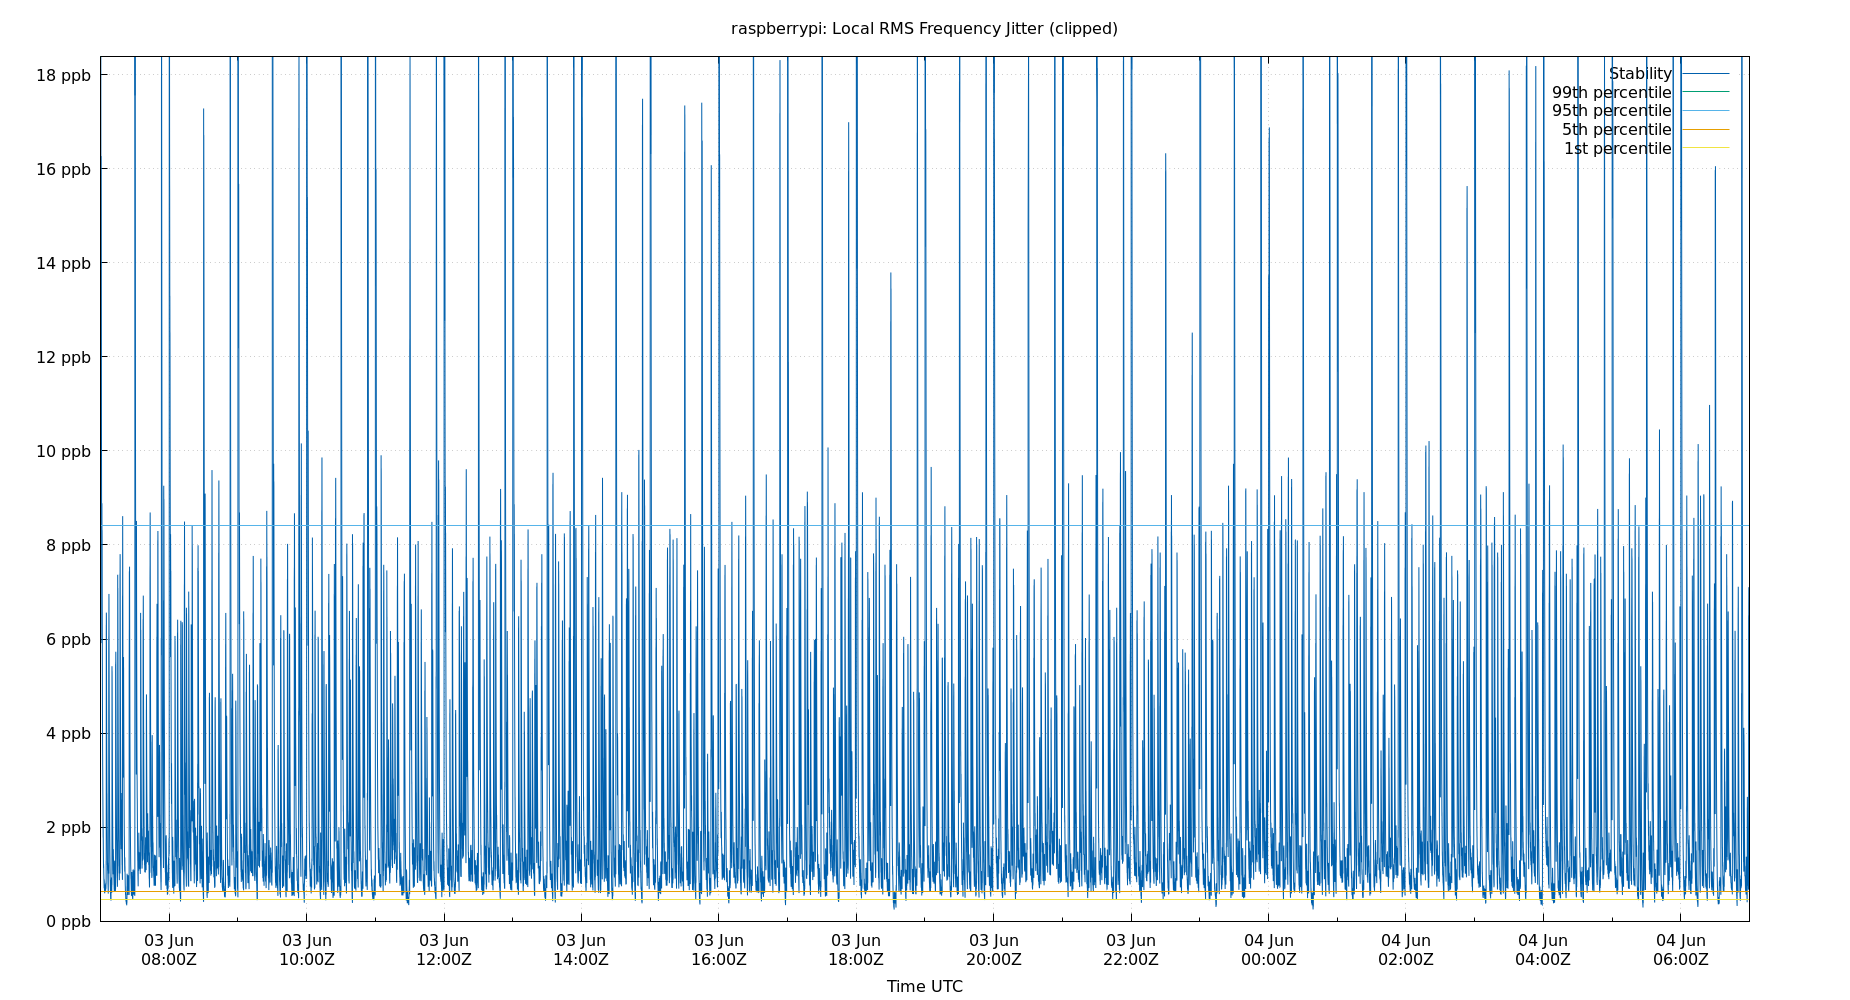 raspberrypi: Local RMS Frequency Jitter (clipped)
18 ppb
16 ppb
14 ppb
12 ppb
10 ppb
8 ppb
6 ppb
4 ppb
2 ppb
0 ppb
Stability
99th percentile
95th percentile
5th percentile
1st percentile
03 Jun 03 Jun 03 Jun 03 Jun 03 Jun 03 Jun 03 Jun 03 Jun 04 Jun 04 Jun 04 Jun 04 Jun
08:00Z 10:00Z 12:00Z 14:00Z 16:00Z 18:00Z 20:00Z 22:00Z 00:00Z 02:00Z 04:00Z 06:00Z
Time UTC